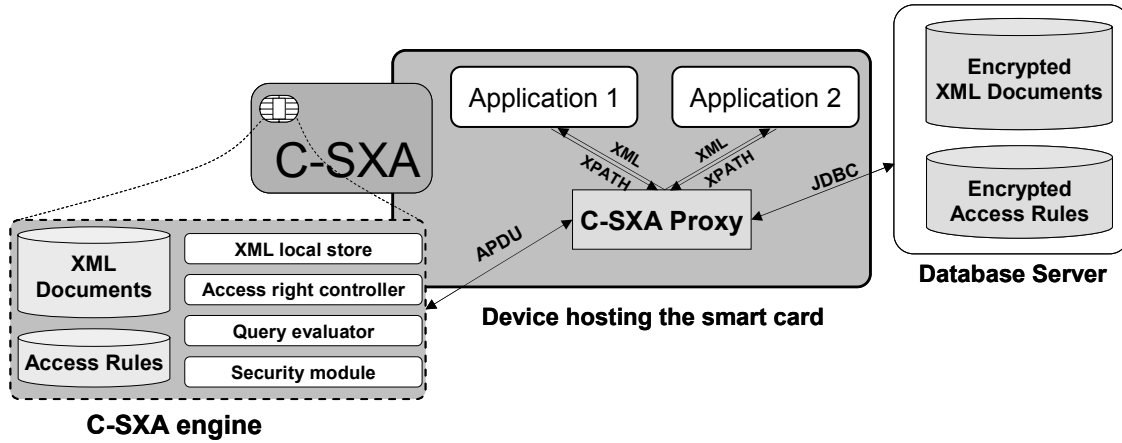 Application 1
Application 2
XML
XPATH
XML
XPATH
JDBC
C-SXA Proxy
APDU
Device hosting the smart card
C-SXA
Encrypted
XML Documents
Encrypted
Access Rules
Database Server
XML
Documents
Access Rules
XML local store
Access right controller
Query evaluator
Security module
C-SXA engine